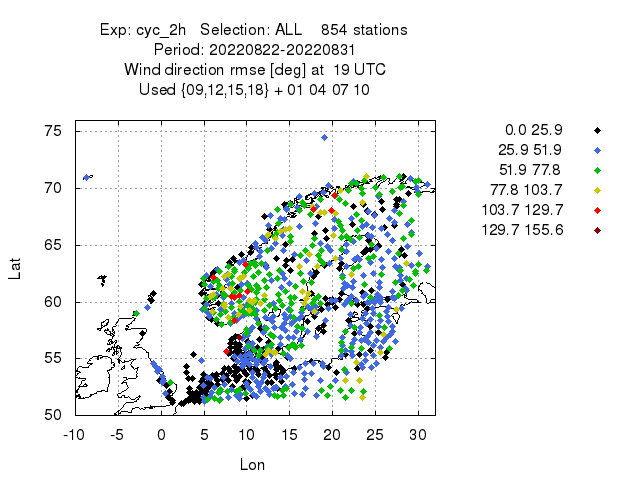 Exp: cyc_2h   Selection: ALL    854 stations
Period: 20220822-20220831
Wind direction rmse [deg] at  19 UTC
Used {09,12,15,18} + 01 04 07 10
0.0 25.9
25.9 51.9
51.9 77.8
77.8 103.7
103.7 129.7
129.7 155.6
75
70
65
60
55
50
Lat
-10 -5 0 5 10 15 20 25 30
Lon